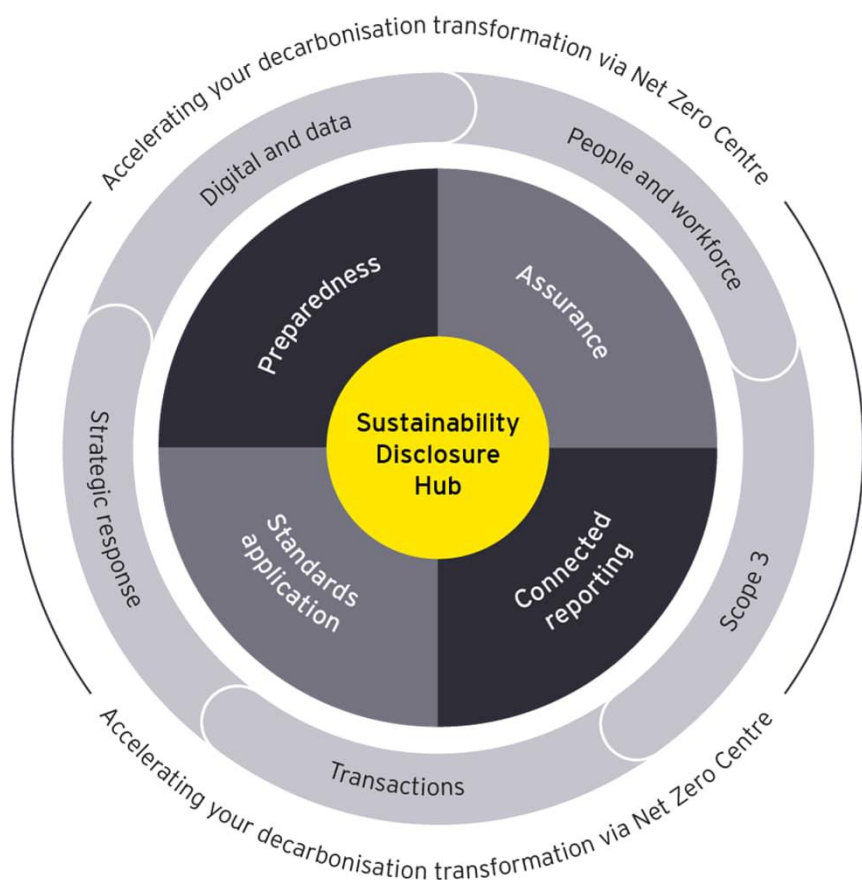 Accelerating your decarbonisation transformation via Net Zero Centre
Digital and data
People and workforce
Preparedness
Assurance
Sustainability
Disclosure
Hub
Strategic response
Standards
application
Connected
reporting
Scope 3
Transactions
Accelerating your decarbonisation transformation via Net Zero Centre